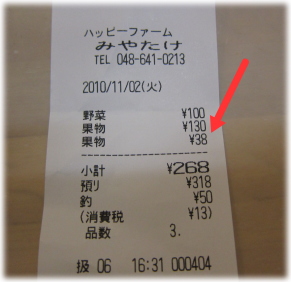 ハッピーファーム
みやたけ
TEL 048-641-0213
2010/11/02(火)
野菜 ¥100
果物 ¥130
果物 ¥38
小計 ¥268
預リ ¥318
釣 ¥50
(消費税 ¥13)
品数 3.
扱 06 16:31 000404